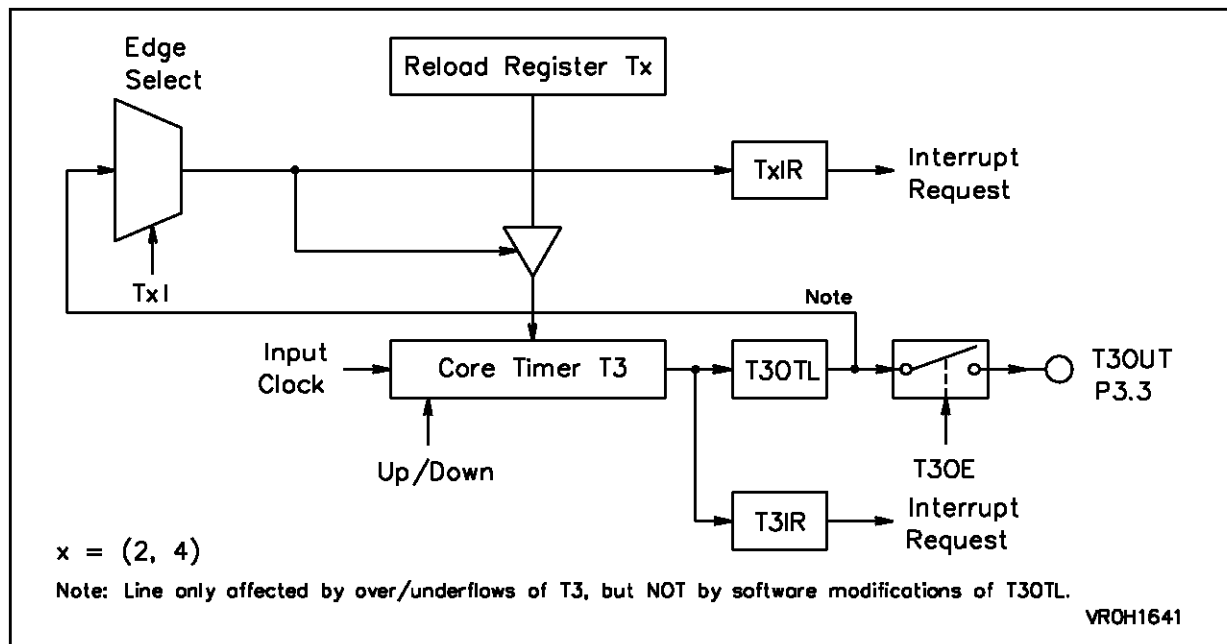 Edge
Select
Reload Register Tx
TxIR
Interrupt
Request
TxI
Note
Input
Clock
Core Timer T3
T3OTL
T3OUT
P3.3
Up/Down
T3OE
T3IR
Interrupt
Request
x = (2, 4)
Note: Line only affected by over/underflows of T3, but NOT by software modifications of T3OTL.
VR0H1641